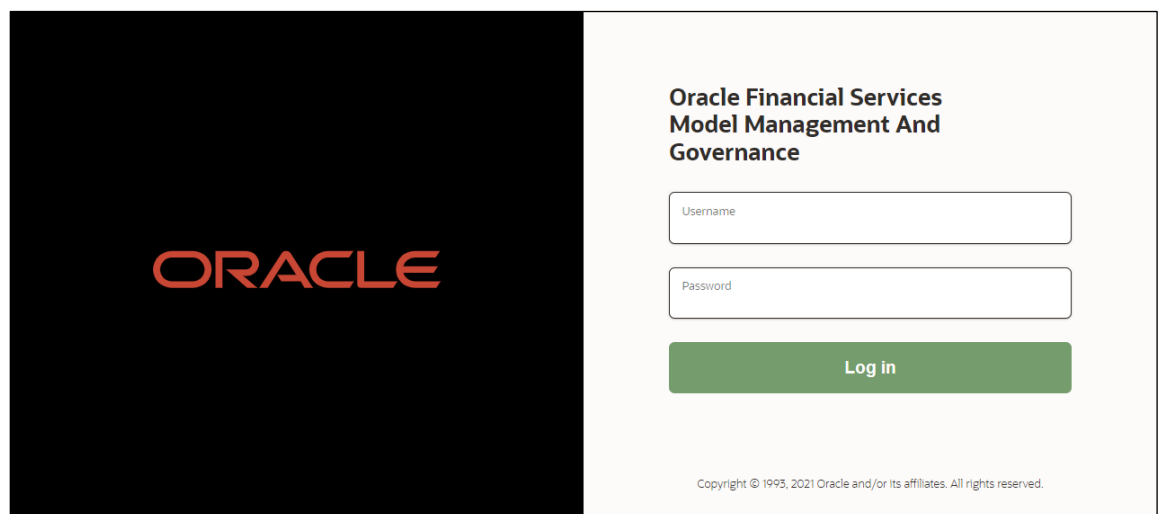 ORACLE
Oracle Financial Services
Model Management And
Governance
Username
Password
Log in
Copyright © 1993, 2021 Oracle and/or its affiliates. All rights reserved.